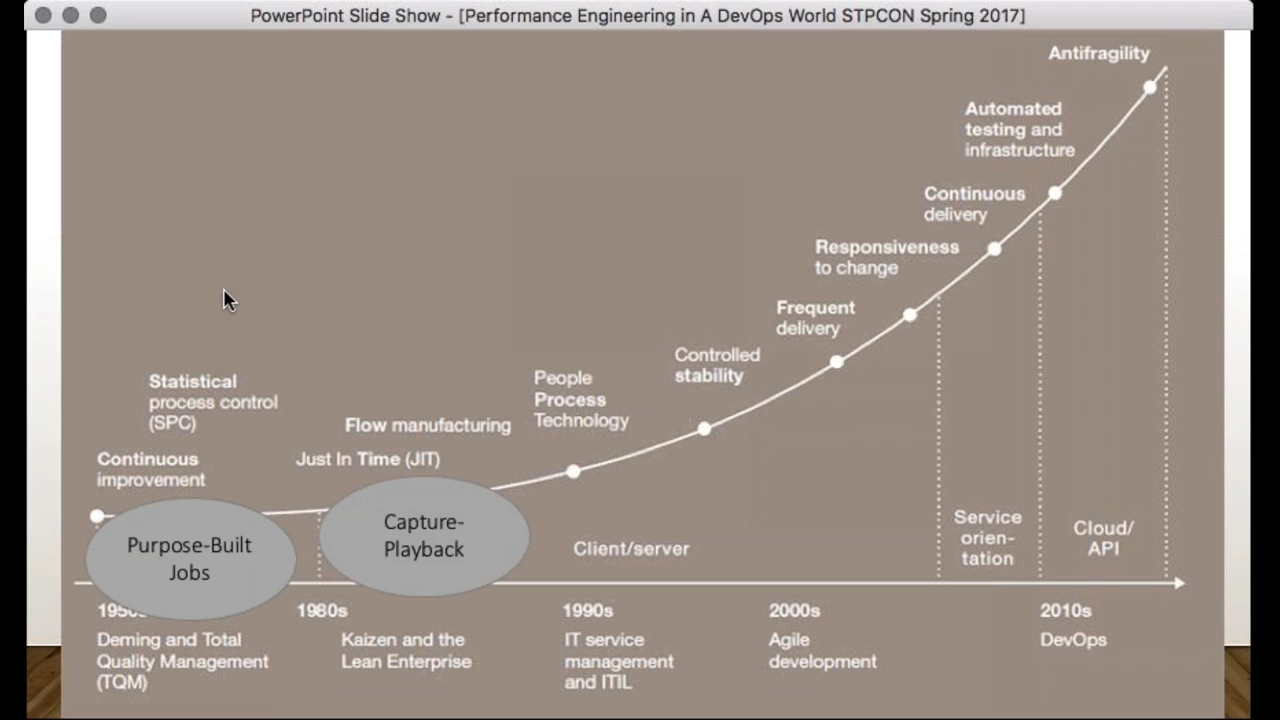 PowerPoint Slide Show - [Performance Engineering in A DevOps World STPCON Spring 2017]
Antifragility
Automated
testing and
infrastructure
Continuous
delivery
Responsiveness
to change
Frequent
delivery
Controlled
stability
People
Process
Technology
Flow manufacturing
Just In Time (JIT)
Statistical
process control
(SPC)
Continuous
improvement
Purpose-Built
Jobs
Capture-
Playback
Client/server
Service
orien-
tation
Cloud/
API
1950s
Deming and Total
Quality Management
(TQM)
1980s
Kaizen and the
Lean Enterprise
1990s
IT service
management
and ITIL
2000s
Agile
development
2010s
DevOps